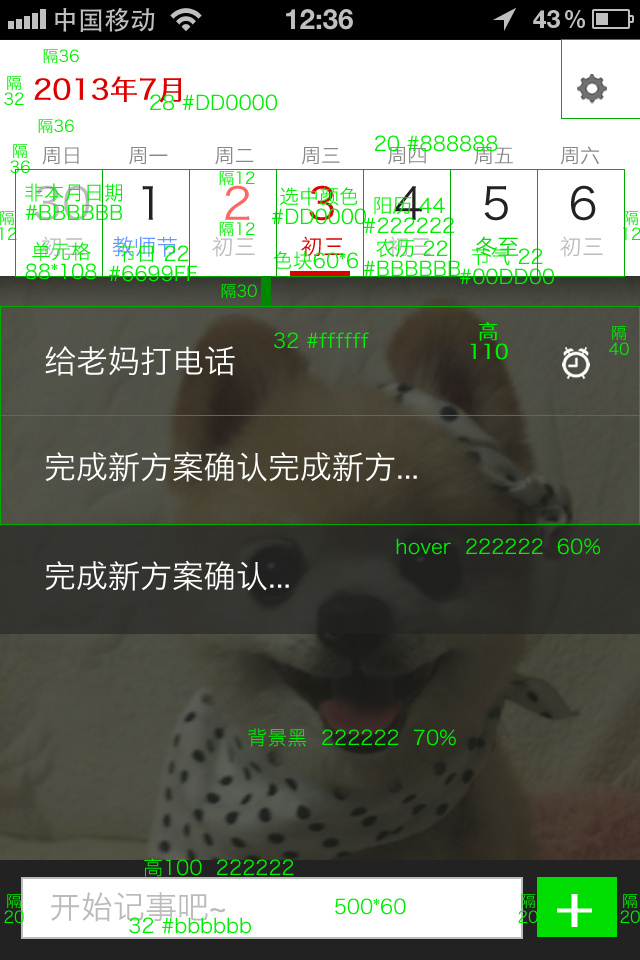 中国移动 12:36 43%
隔36
隔32 2013年7月
28 #DD0000
隔36
隔36 周日 周一 周二 周三 周四 周五 周六
20 #888888
30 1 2 3 4 5 6
非本月日期
#BBBBBB
隔12
选中颜色
#DD0000
阳历 44
#222222
隔12
隔12
隔12
初三 教师节 初三 初三 初三 冬至 初三
单元格
88*108
节日 22
#6699FF
色块60*6
农历 22
#BBBBBB
节气 22
#00DD00
隔30
给老妈打电话
32 #ffffff
高110
隔40
完成新方案确认完成新方...
hover 222222 60%
完成新方案确认...
背景黑 222222 70%
高100 222222
隔20 开始记事吧~ 500*60 隔20 + 隔20
32 #bbbbbb